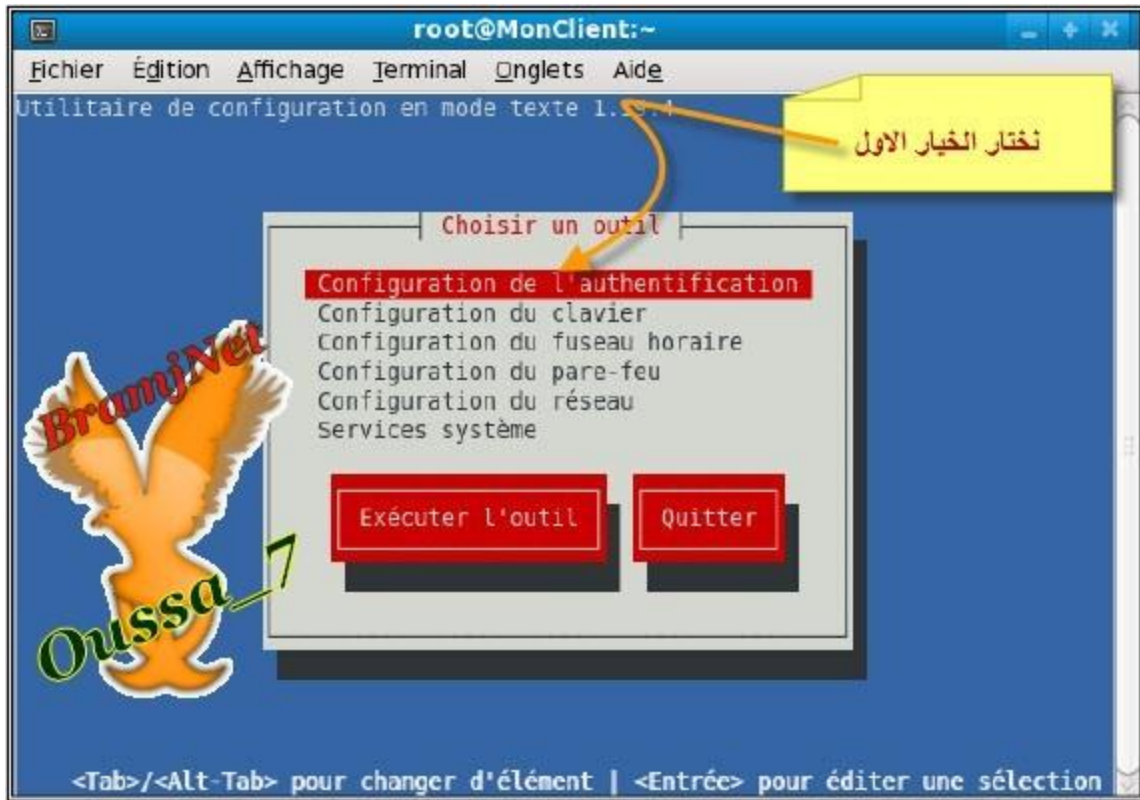 root@MonClient:~
Fichier Édition Affichage Terminal Onglets Aide
Utilitaire de configuration en mode texte
نختار الخيار الاول
Choisir un outil
Configuration de l'authentification
Configuration du clavier
Configuration du fuseau horaire
Configuration du pare-feu
Configuration du réseau
Services système
Exécuter l'outil Quitter
BramjNet
Oussa_7
<Tab>/<Alt-Tab> pour changer d'élément | <Entrée> pour éditer une sélection